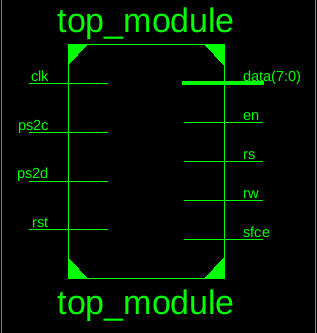 top_module
clk
data(7:0)
en
ps2c
rs
ps2d
rw
rst
sfce
top_module